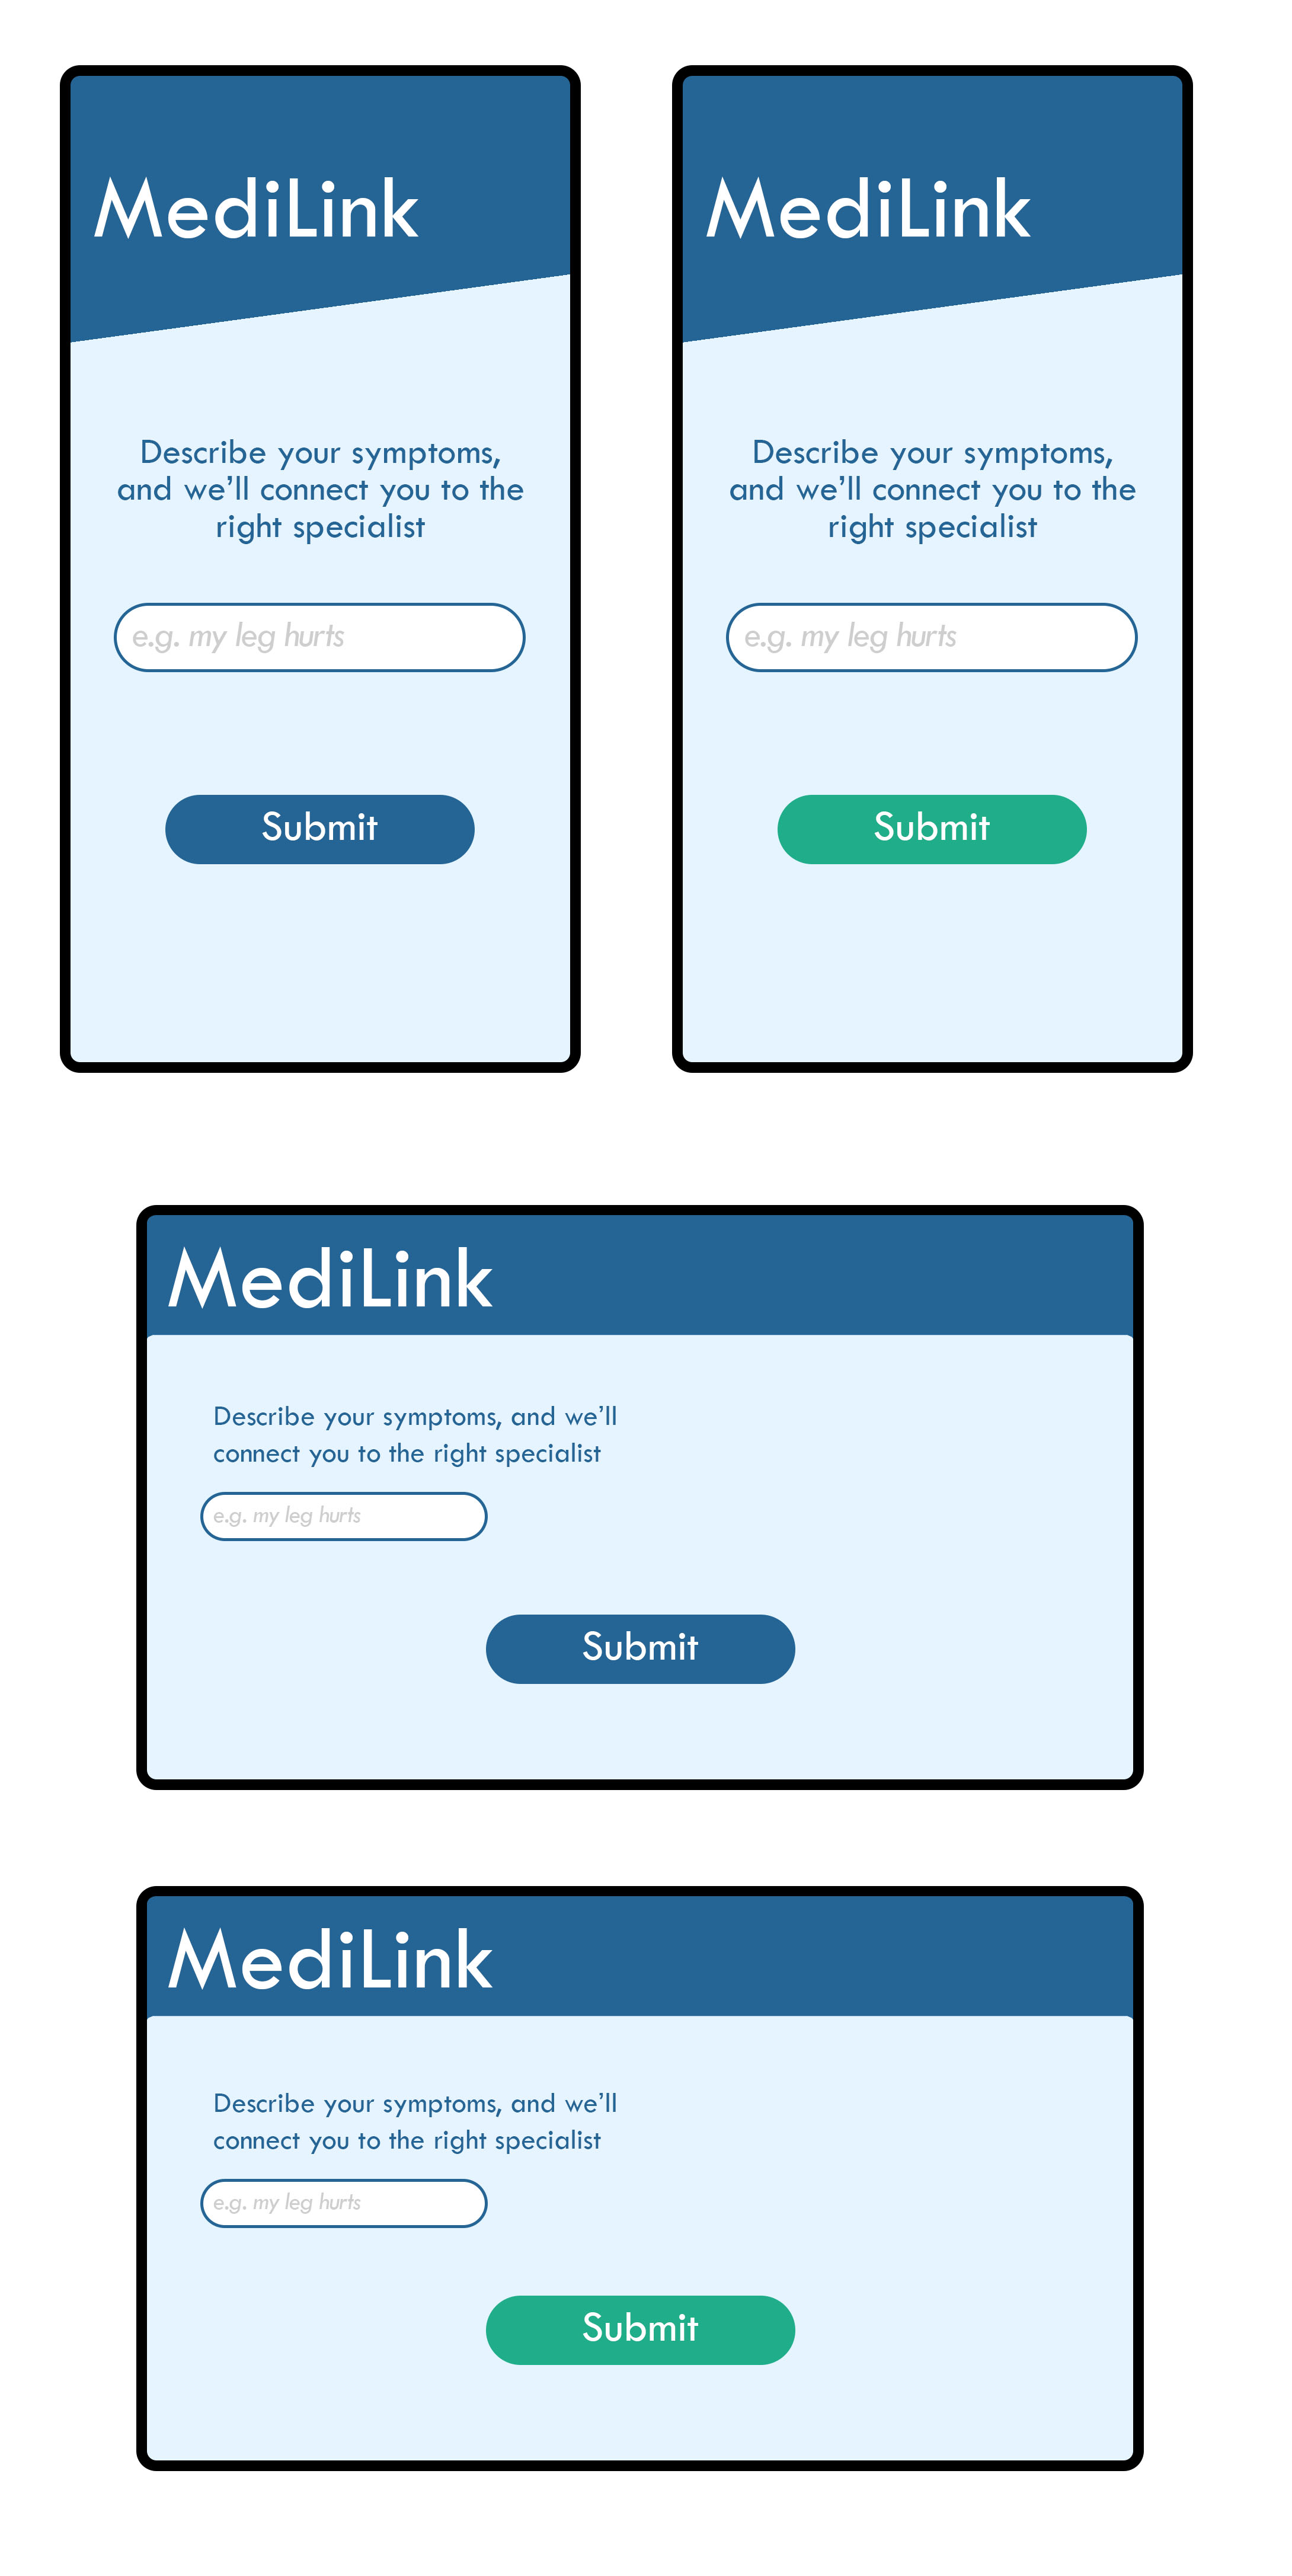 MediLink
Describe your symptoms,
and we’ll connect you to the
right specialist
e.g. my leg hurts
Submit
MediLink
Describe your symptoms,
and we’ll connect you to the
right specialist
e.g. my leg hurts
Submit
MediLink
Describe your symptoms, and we’ll
connect you to the right specialist
e.g. my leg hurts
Submit
MediLink
Describe your symptoms, and we’ll
connect you to the right specialist
e.g. my leg hurts
Submit